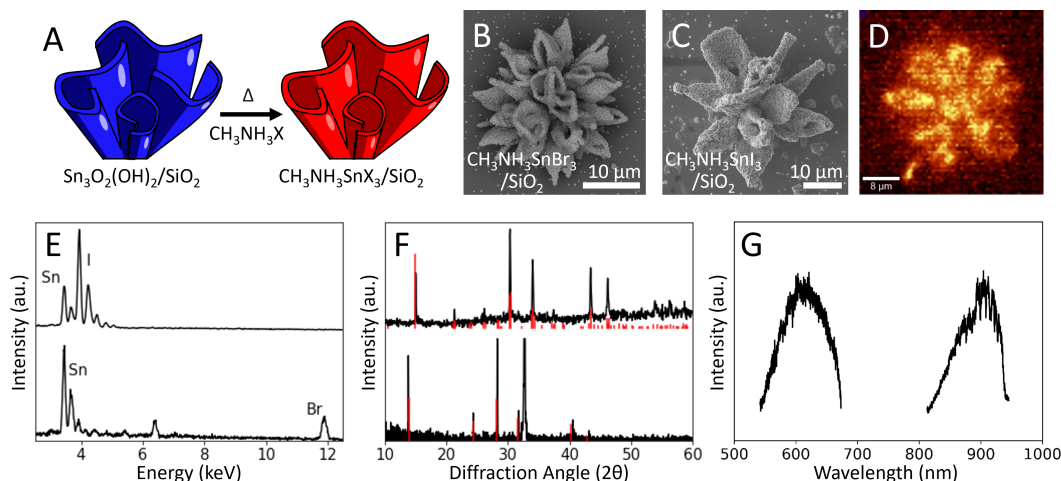 A
Δ
CH₃NH₃X
Sn₃O₂(OH)₂/SiO₂
CH₃NH₃SnX₃/SiO₂
B
CH₃NH₃SnBr₃
/SiO₂
10 μm
C
CH₃NH₃SnI₃
/SiO₂
10 μm
D
8 μm
E
Intensity (au.)
Sn
I
Sn
Br
4
6
8
10
12
Energy (keV)
F
Intensity (au.)
10
20
30
40
50
60
Diffraction Angle (2θ)
G
Intensity (au.)
500
600
700
800
900
1000
Wavelength (nm)